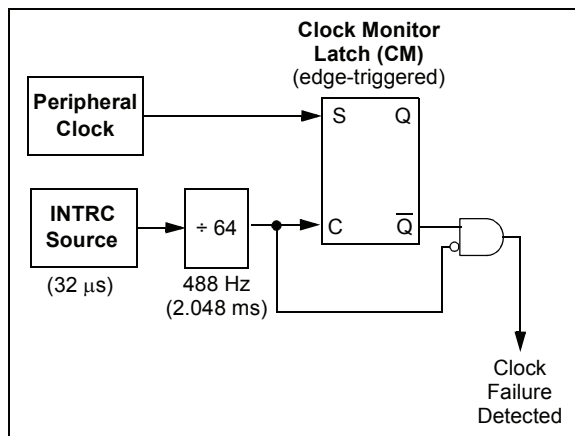 Clock Monitor
Latch (CM)
(edge-triggered)
Peripheral
Clock
S
Q
INTRC
Source
÷ 64
C
Q̅
(32 μs)
488 Hz
(2.048 ms)
Clock
Failure
Detected